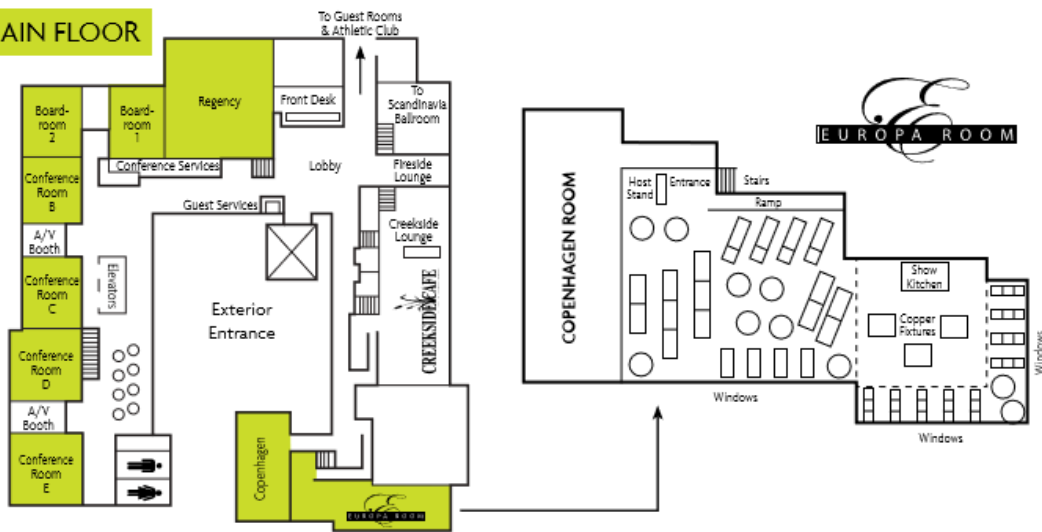 AIN FLOOR
To Guest Rooms
& Athletic Club
Board-
room
2
Board-
room
1
Regency
Front Desk
To
Scandinavia
Ballroom
Conference Services
Lobby
Fireside
Lounge
Conference
Room
B
Guest Services
Creekside
Lounge
A/V
Booth
Elevators
Conference
Room
C
Exterior
Entrance
CREEKSIDE CAFE
Conference
Room
D
A/V
Booth
Conference
Room
E
Copenhagen
EUROPA ROOM
E
EUROPA ROOM
COPENHAGEN ROOM
Host
Stand
Entrance
Stairs
Ramp
Show
Kitchen
Copper
Fixtures
Windows
Windows
Windows